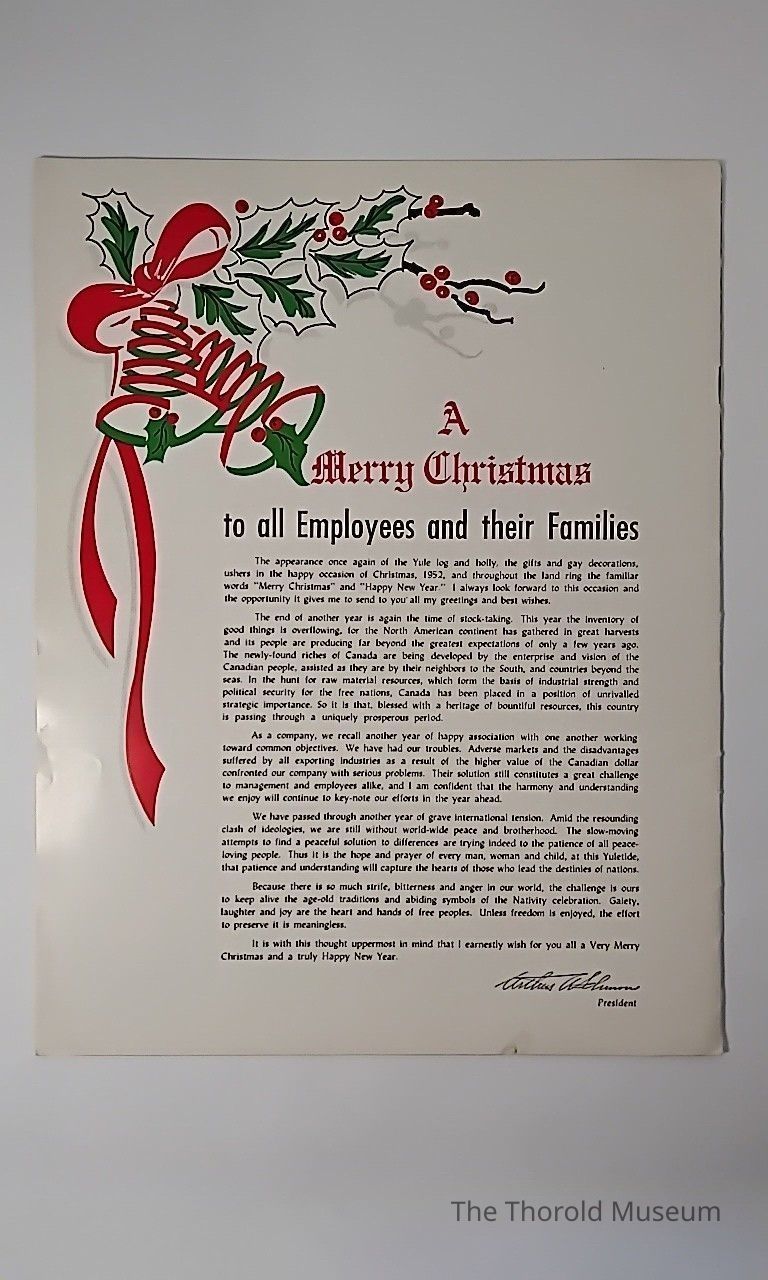 A
Merry Christmas
to all Employees and their Families
The appearance once again of the Yule log and holly, the gifts and gay decorations,
ushers in the happy occasion of Christmas, 1952, and throughout the land ring the familiar
words "Merry Christmas" and "Happy New Year." I always look forward to this occasion and
the opportunity it gives me to send to you all my greetings and best wishes.
The end of another year is again the time of stock-taking. This year the inventory of
good things is overflowing, for the North American continent has gathered in great harvests
and its people are producing far beyond the greatest expectations of only a few years ago.
The newly-found riches of Canada are being developed by the enterprise and vision of the
Canadian people, assisted as they are by their neighbors to the South, and countries beyond the
seas. In the hunt for raw material resources, which form the basis of industrial strength and
political security for the free nations, Canada has been placed in a position of unrivalled
strategic importance. So it is that, blessed with a heritage of bountiful resources, this country
is passing through a uniquely prosperous period.
As a company, we recall another year of happy association with one another working
toward common objectives. We have had our troubles. Adverse markets and the disadvantages
suffered by all exporting industries as a result of the higher value of the Canadian dollar
confronted our company with serious problems. Their solution still constitutes a great challenge
to management and employees alike, and I am confident that the harmony and understanding
we enjoy will continue to key-note our efforts in the year ahead.
We have passed through another year of grave international tension. Amid the resounding
clash of ideologies, we are still without world-wide peace and brotherhood. The slow-moving
attempts to find a peaceful solution to differences are trying indeed to the patience of all peace-
loving people. Thus it is the hope and prayer of every man, woman and child, at this Yuletide,
that patience and understanding will capture the hearts of those who lead the destinies of nations.
Because there is so much strife, bitterness and anger in our world, the challenge is ours
to keep alive the age-old traditions and abiding symbols of the Nativity celebration. Gaiety,
laughter and joy are the heart and hands of free peoples. Unless freedom is enjoyed, the effort
to preserve it is meaningless.
It is with this thought uppermost in mind that I earnestly wish for you all a Very Merry
Christmas and a truly Happy New Year.
Arthur
President
The Thorold Museum